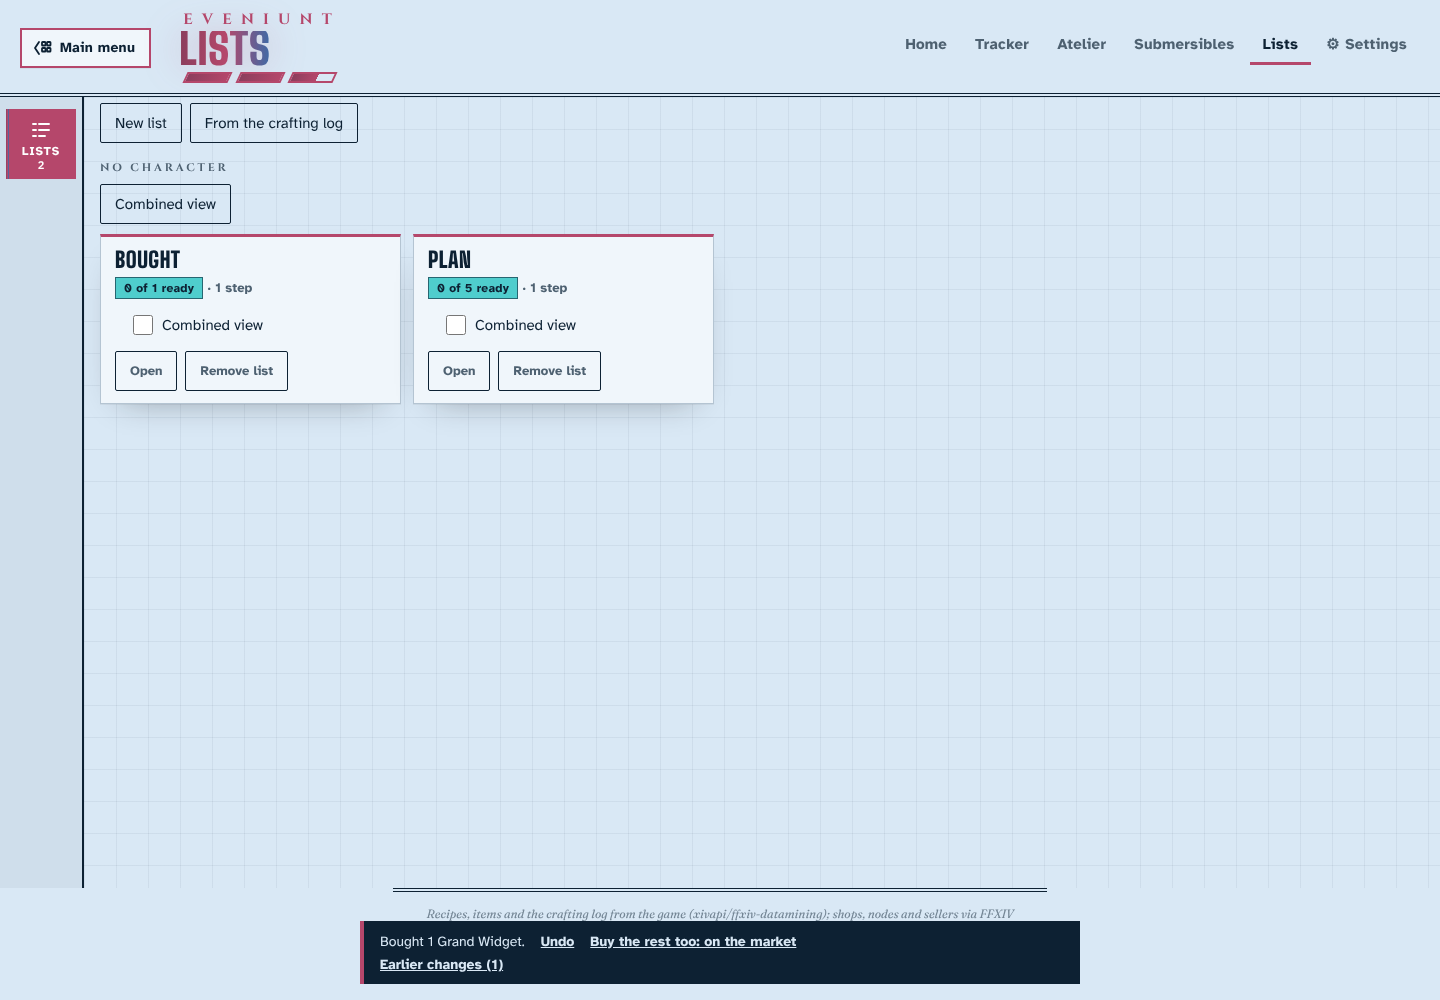 Main menu
EVENIUNT
LISTS
Home
Tracker
Atelier
Submersibles
Lists
⚙ Settings
LISTS
2
New list
From the crafting log
NO CHARACTER
Combined view
BOUGHT
0 of 1 ready · 1 step
Combined view
Open
Remove list
PLAN
0 of 5 ready · 1 step
Combined view
Open
Remove list
Recipes, items and the crafting log from the game (xivapi/ffxiv-datamining); shops, nodes and sellers via FFXIV
Bought 1 Grand Widget. Undo Buy the rest too: on the market
Earlier changes (1)